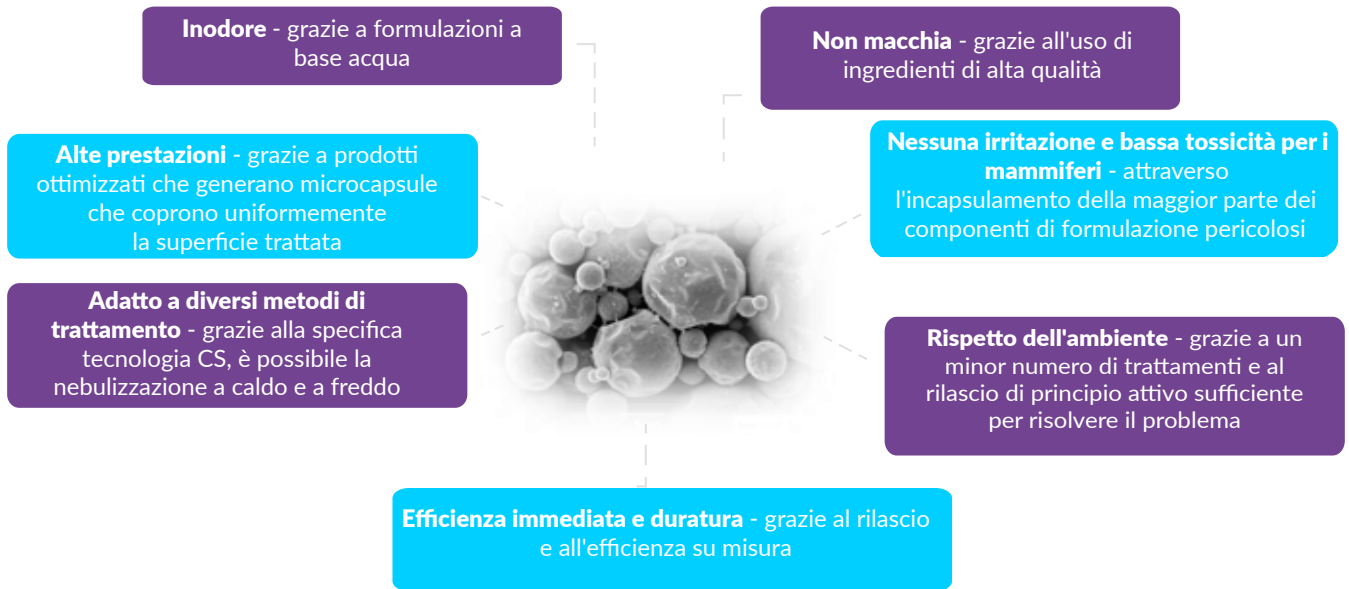 Inodore - grazie a formulazioni a
base acqua
Non macchia - grazie all'uso di
ingredienti di alta qualità
Alte prestazioni - grazie a prodotti
ottimizzati che generano microcapsule
che coprono uniformemente
la superficie trattata
Nessuna irritazione e bassa tossicità per i
mammiferi - attraverso
l'incapsulamento della maggior parte dei
componenti di formulazione pericolosi
Adatto a diversi metodi di
trattamento - grazie alla specifica
tecnologia CS, è possibile la
nebulizzazione a caldo e a freddo
Rispetto dell'ambiente - grazie a un
minor numero di trattamenti e al
rilascio di principio attivo sufficiente
per risolvere il problema
Efficienza immediata e duratura - grazie al rilascio
e all'efficienza su misura